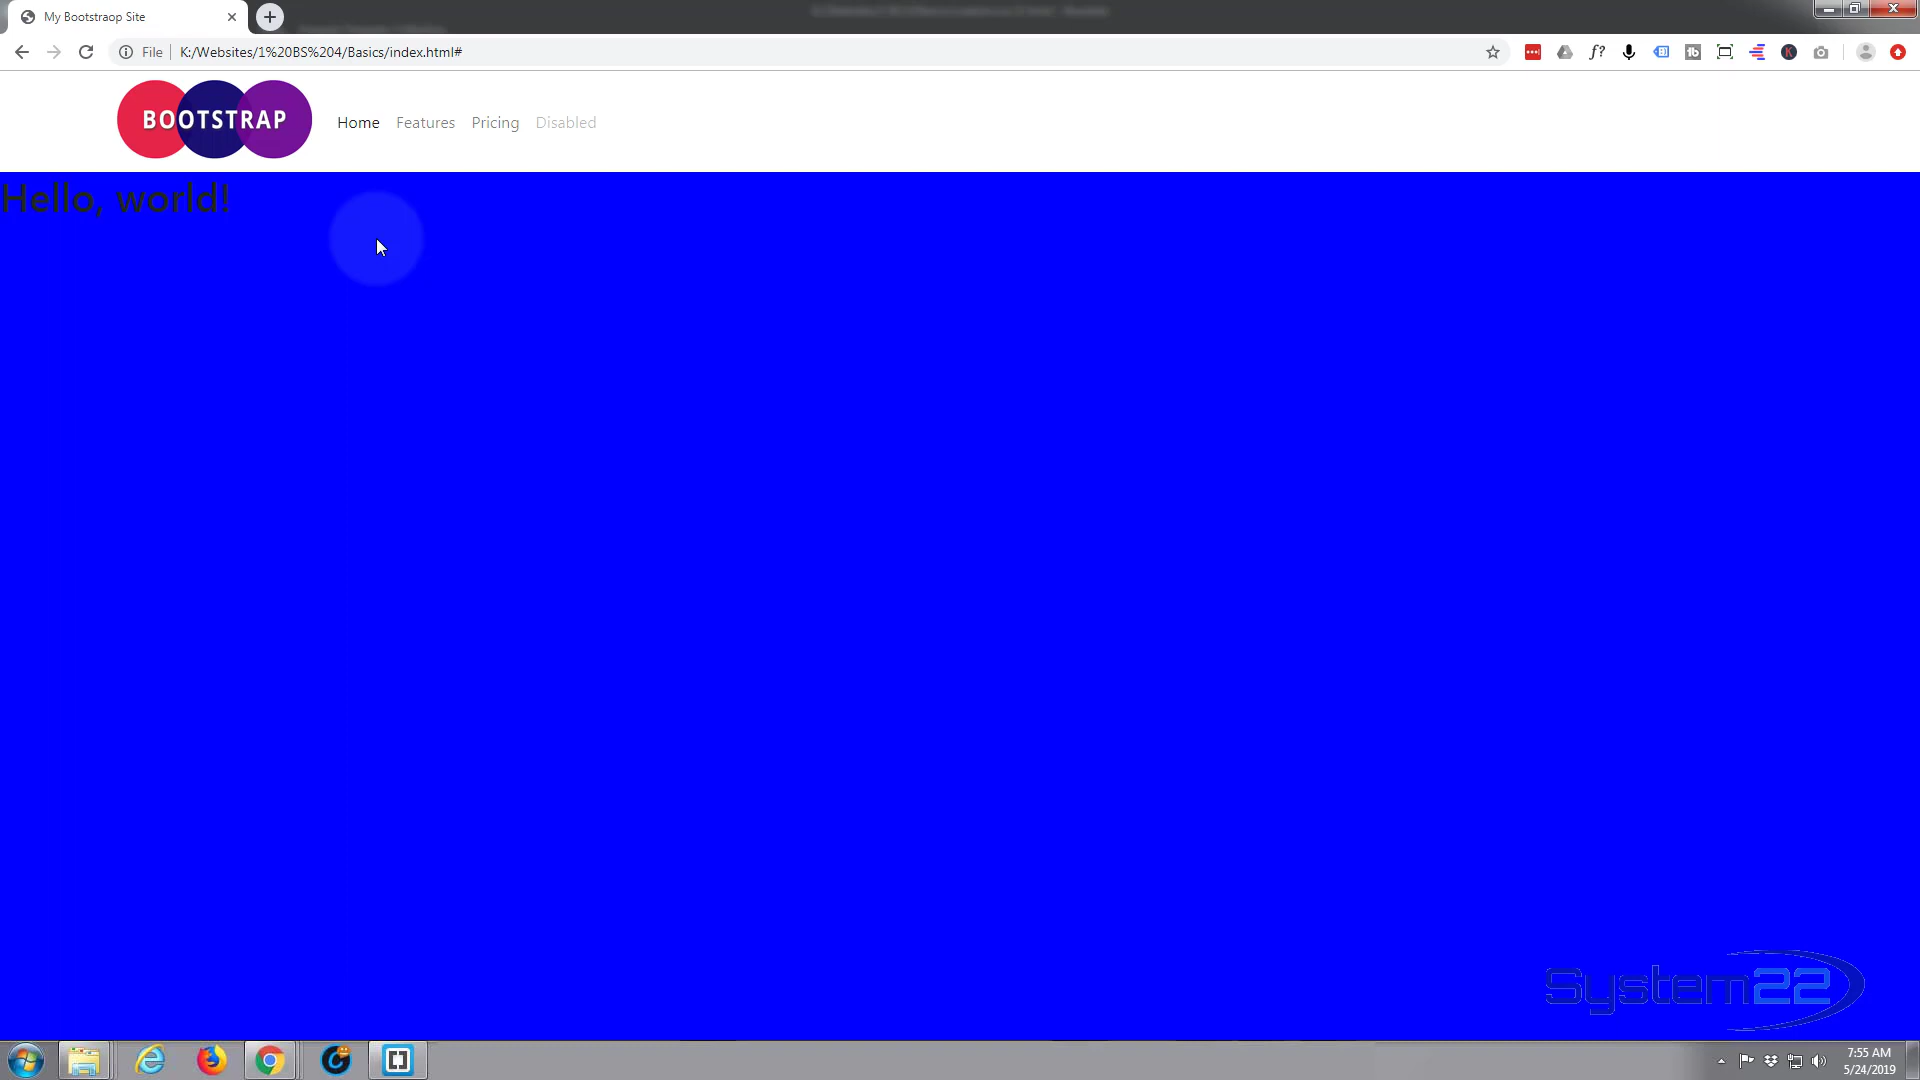 My Bootstraop Site
File
K:/Websites/1%20BS%204/Basics/index.html#
f?
K
BOOTSTRAP
Home
Features
Pricing
Disabled
Hello, world!
System22
7:55 AM
5/24/2019